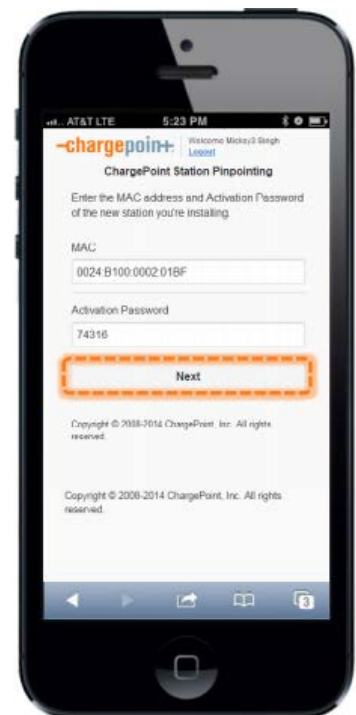 AT&T LTE 5:23 PM
-chargepoin+. Welcome Mickey3 Singh
Logout
ChargePoint Station Pinpointing
Enter the MAC address and Activation Password
of the new station you're installing.
MAC
0024:B100:0002:01BF
Activation Password
74316
Next
Copyright © 2008-2014 ChargePoint, Inc. All rights
reserved.
Copyright © 2008-2014 ChargePoint, Inc. All rights
reserved.
3